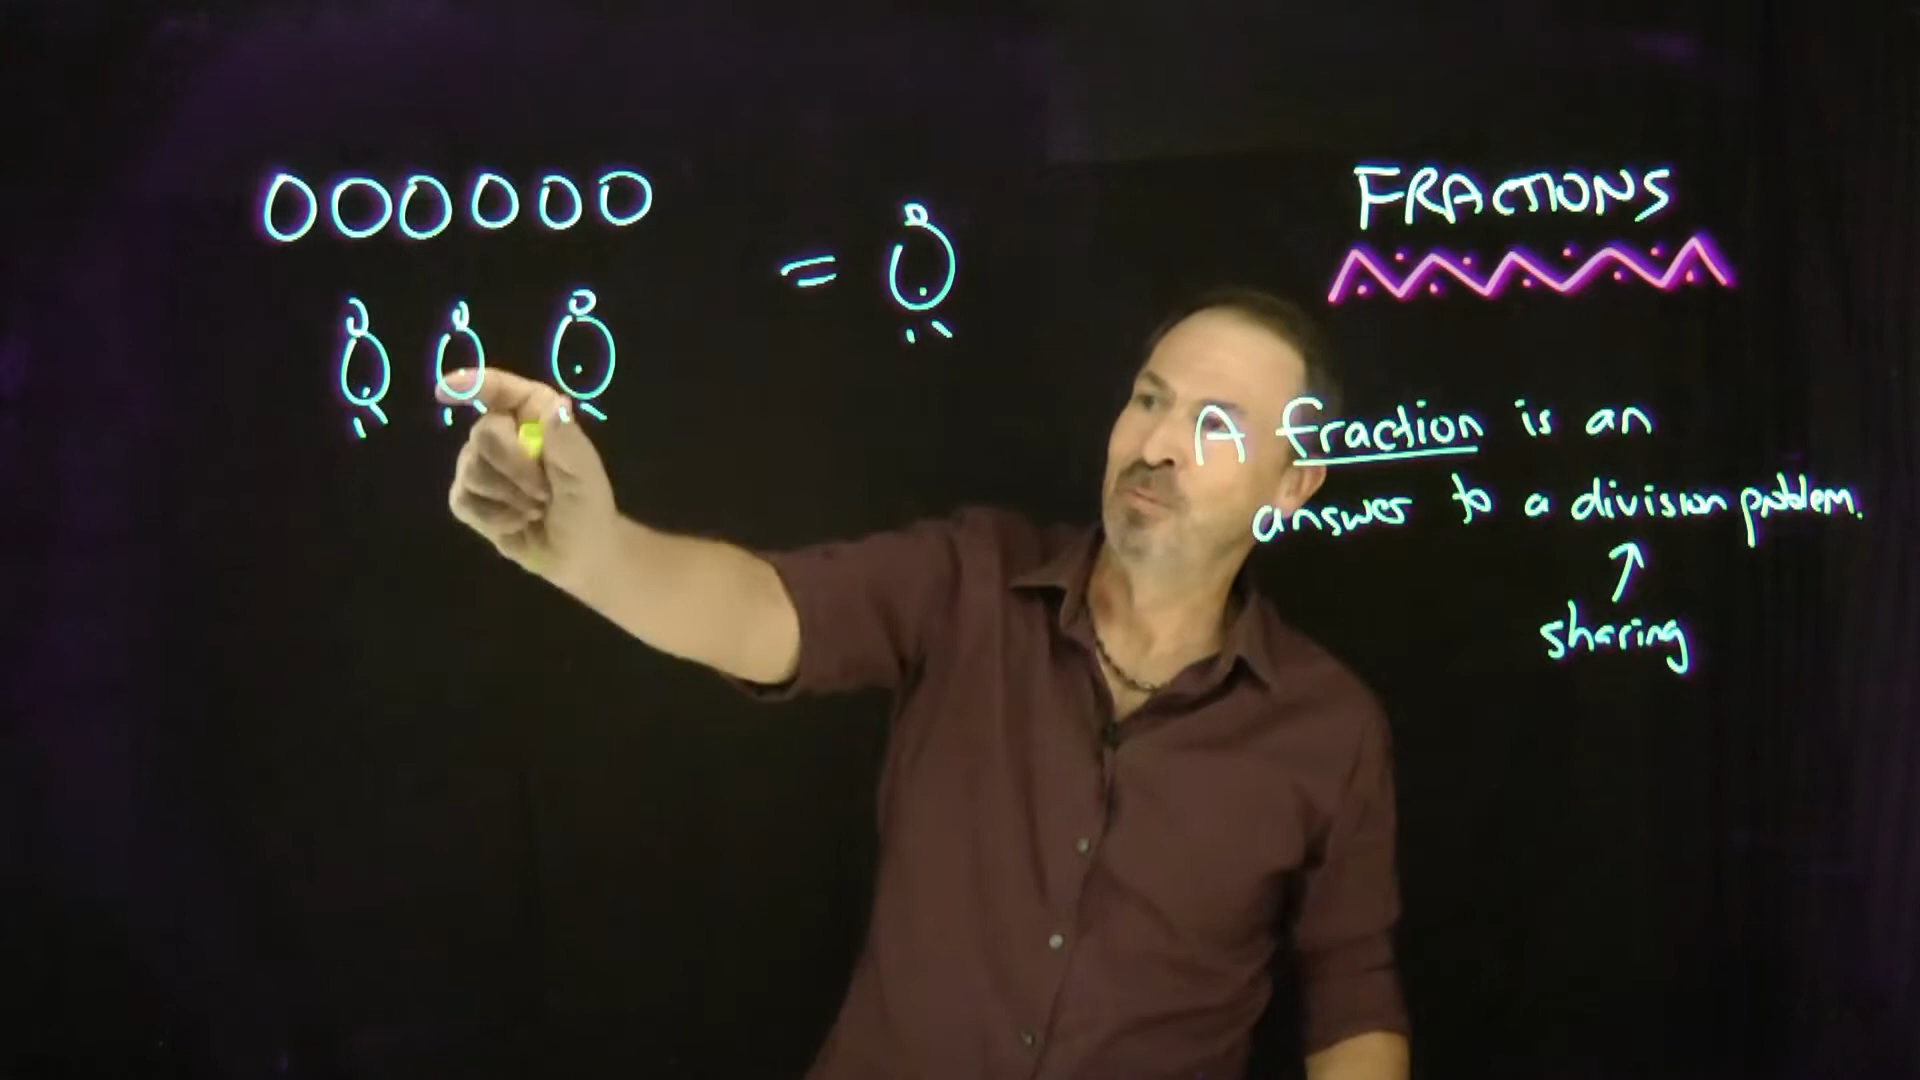 FRACTIONS
=
A fraction is an
answer to a division problem.
↑
sharing